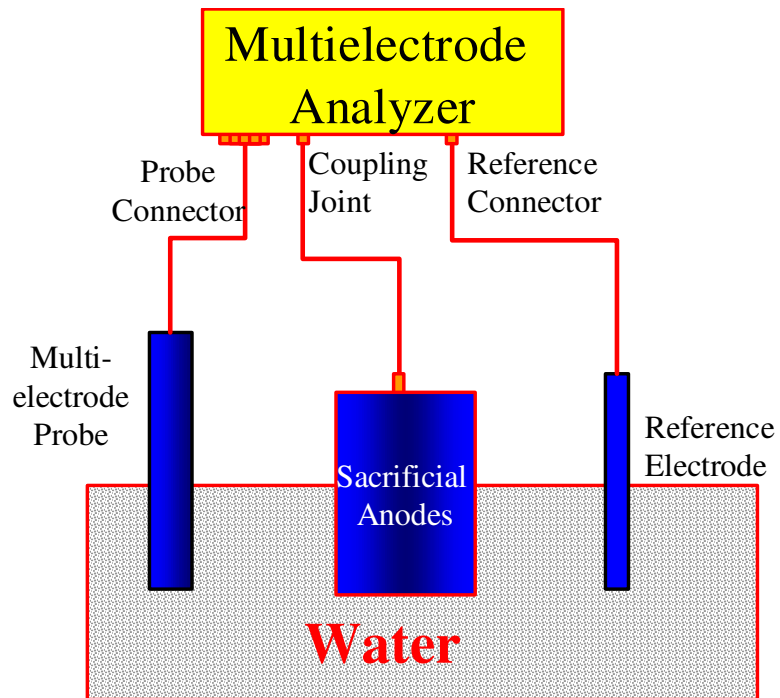 Multielectrode
Analyzer
Probe
Connector
Coupling
Joint
Reference
Connector
Multi-
electrode
Probe
Sacrificial
Anodes
Reference
Electrode
Water